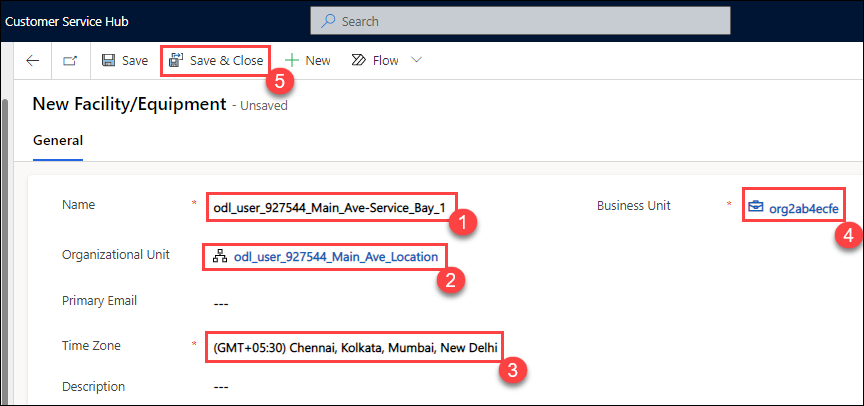 Customer Service Hub
Search
Save
Save & Close
New
Flow
5
New Facility/Equipment - Unsaved
General
Name * odl_user_927544_Main_Ave-Service_Bay_1
1
Business Unit * org2ab4ecfe
4
Organizational Unit odl_user_927544_Main_Ave_Location
2
Primary Email ---
Time Zone * (GMT+05:30) Chennai, Kolkata, Mumbai, New Delhi
3
Description ---